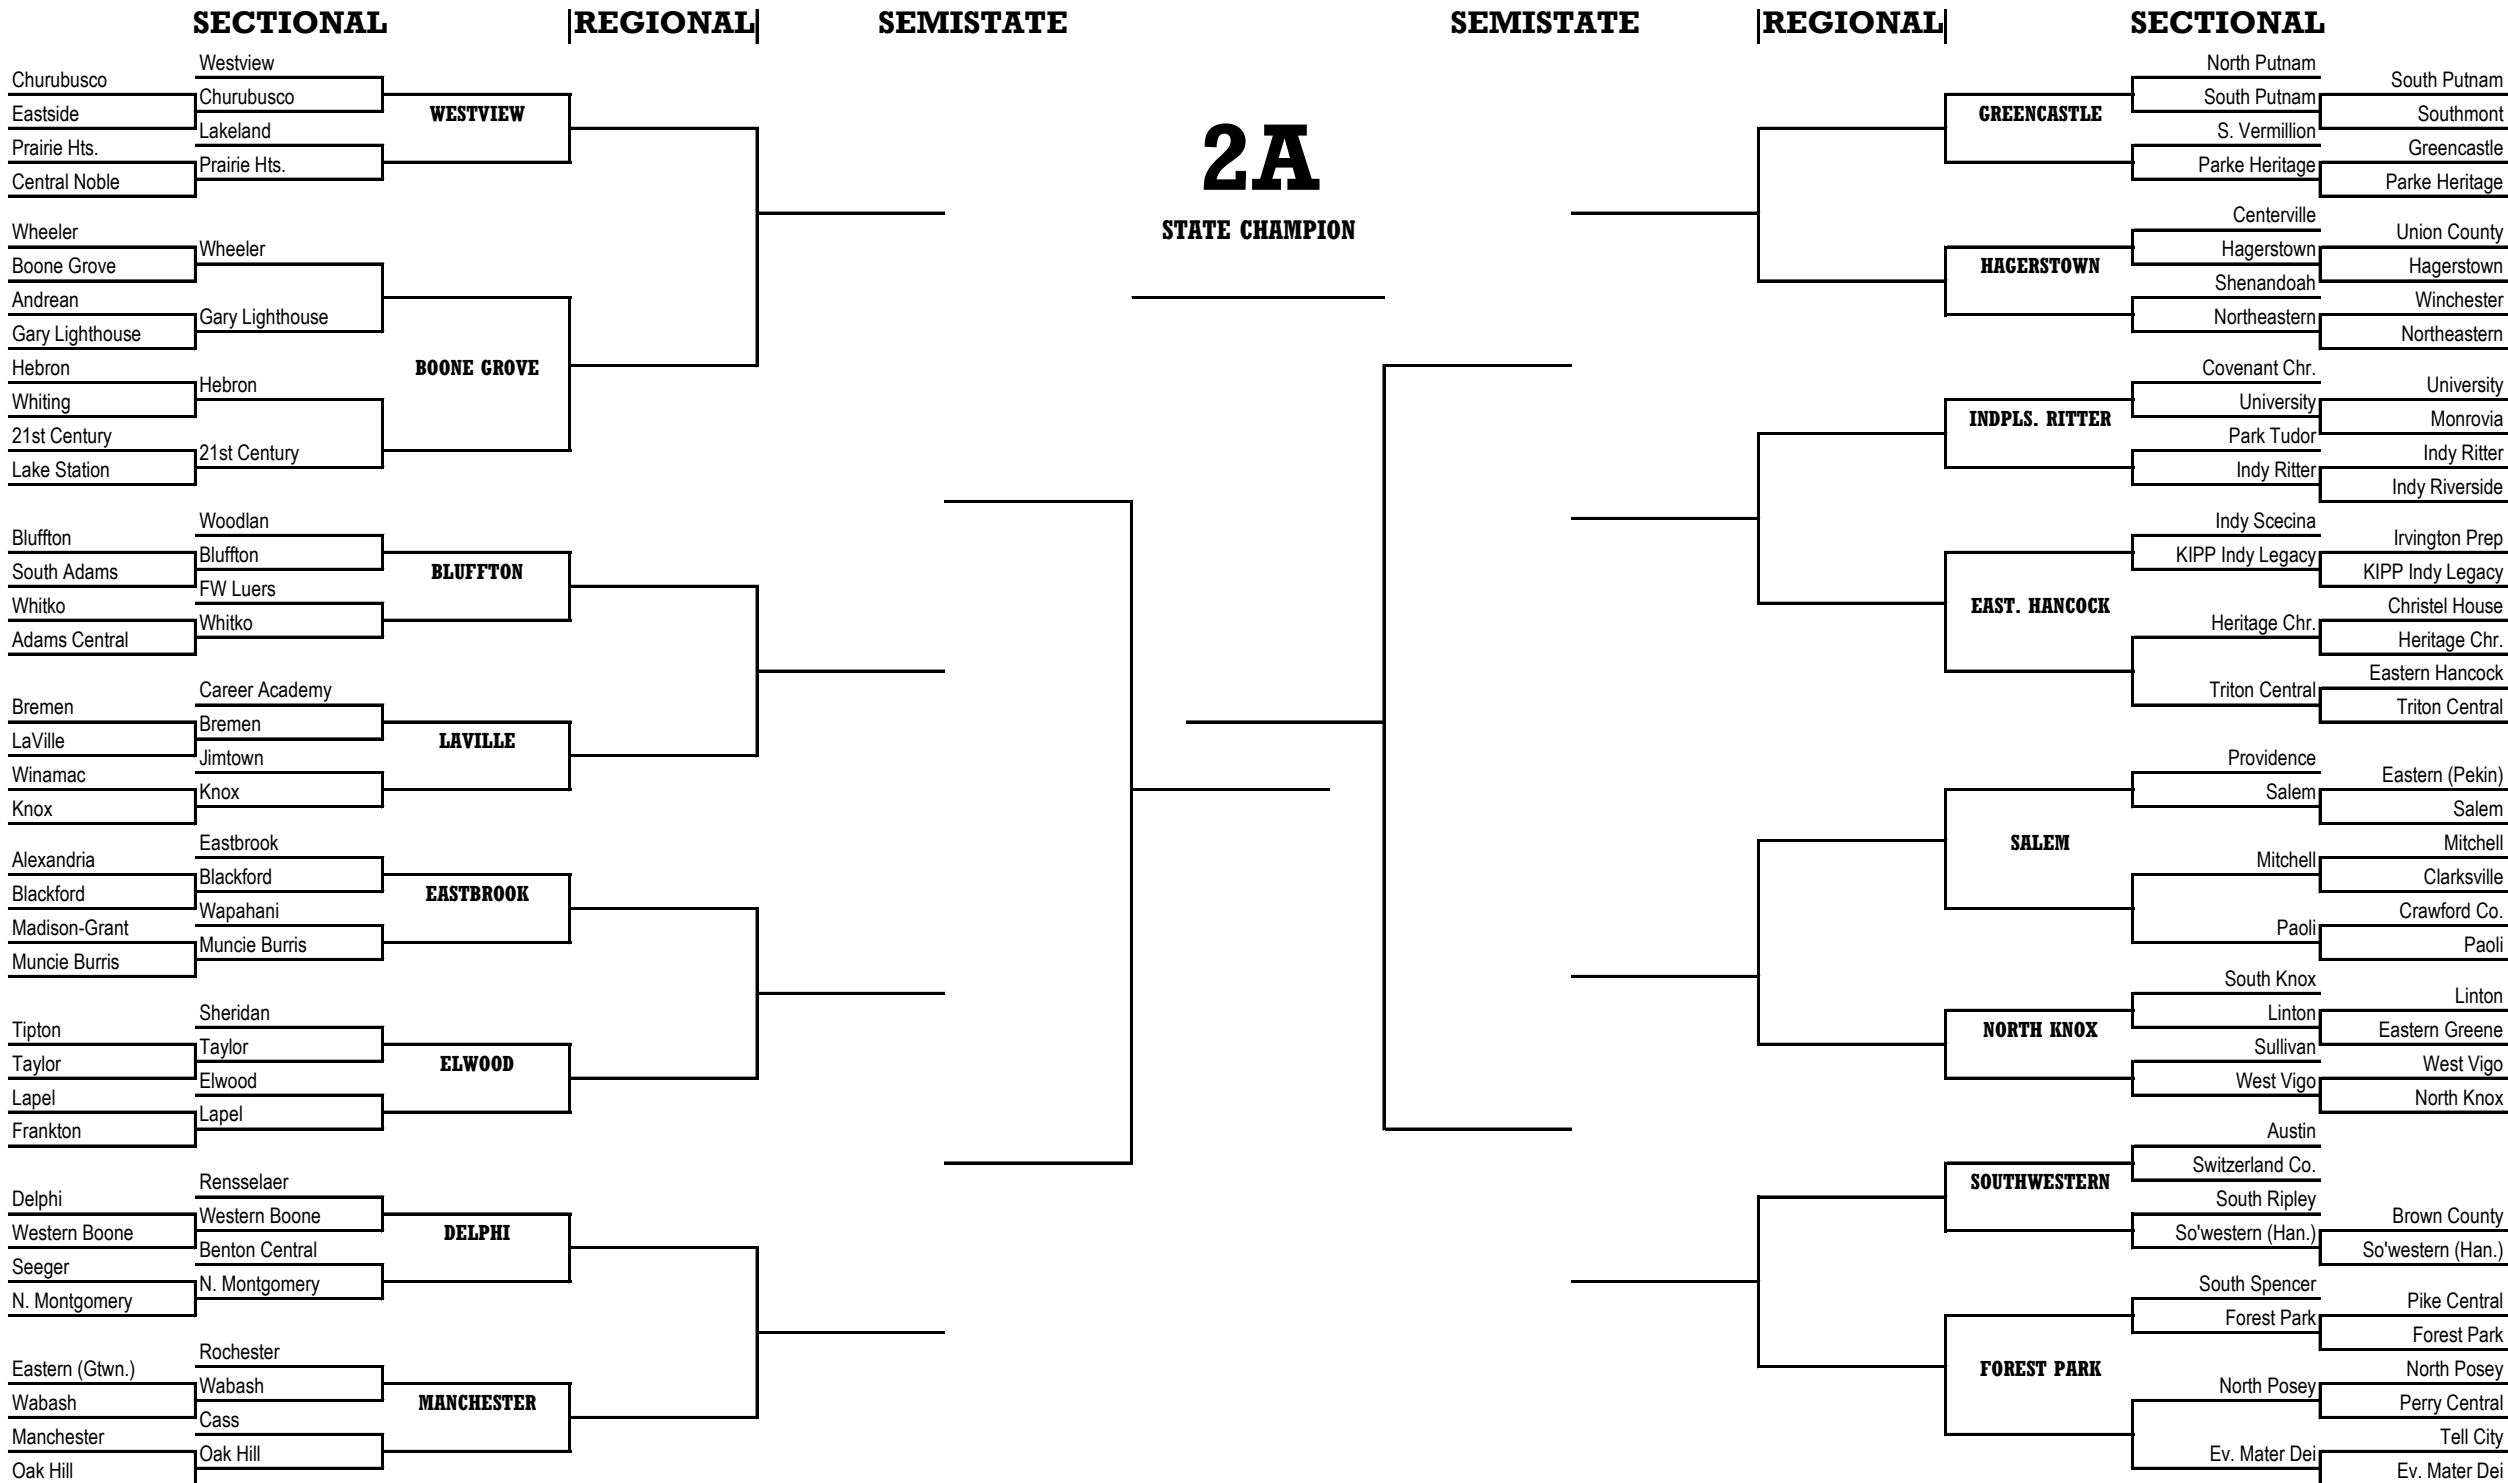 SECTIONAL
REGIONAL
SEMISTATE
SEMISTATE
REGIONAL
SECTIONAL
2A
STATE CHAMPION
Churubusco
Eastside
Prairie Hts.
Central Noble
Westview
Churubusco
Lakeland
Prairie Hts.
WESTVIEW
Wheeler
Boone Grove
Andrean
Gary Lighthouse
Hebron
Whiting
21st Century
Lake Station
Wheeler
Gary Lighthouse
Hebron
21st Century
BOONE GROVE
Bluffton
South Adams
Whitko
Adams Central
Woodlan
Bluffton
FW Luers
Whitko
BLUFFTON
Bremen
LaVille
Winamac
Knox
Career Academy
Bremen
Jimtown
Knox
LAVILLE
Alexandria
Blackford
Madison-Grant
Muncie Burris
Eastbrook
Blackford
Wapahani
Muncie Burris
EASTBROOK
Tipton
Taylor
Lapel
Frankton
Sheridan
Taylor
Elwood
Lapel
ELWOOD
Delphi
Western Boone
Seeger
N. Montgomery
Rensselaer
Western Boone
Benton Central
N. Montgomery
DELPHI
Eastern (Gtwn.)
Wabash
Manchester
Oak Hill
Rochester
Wabash
Cass
Oak Hill
MANCHESTER
GREENCASTLE
North Putnam
South Putnam
S. Vermillion
Parke Heritage
South Putnam
Southmont
Greencastle
Parke Heritage
HAGERSTOWN
Centerville
Hagerstown
Shenandoah
Northeastern
Union County
Hagerstown
Winchester
Northeastern
INDPLS. RITTER
Covenant Chr.
University
Park Tudor
Indy Ritter
University
Monrovia
Indy Ritter
Indy Riverside
EAST. HANCOCK
Indy Scecina
KIPP Indy Legacy
Heritage Chr.
Triton Central
Irvington Prep
KIPP Indy Legacy
Christel House
Heritage Chr.
Eastern Hancock
Triton Central
SALEM
Providence
Salem
Mitchell
Paoli
Eastern (Pekin)
Salem
Mitchell
Clarksville
Crawford Co.
Paoli
NORTH KNOX
South Knox
Linton
Sullivan
West Vigo
Linton
Eastern Greene
West Vigo
North Knox
SOUTHWESTERN
Austin
Switzerland Co.
South Ripley
So'western (Han.)
Brown County
So'western (Han.)
FOREST PARK
South Spencer
Forest Park
North Posey
Ev. Mater Dei
Pike Central
Forest Park
North Posey
Perry Central
Tell City
Ev. Mater Dei